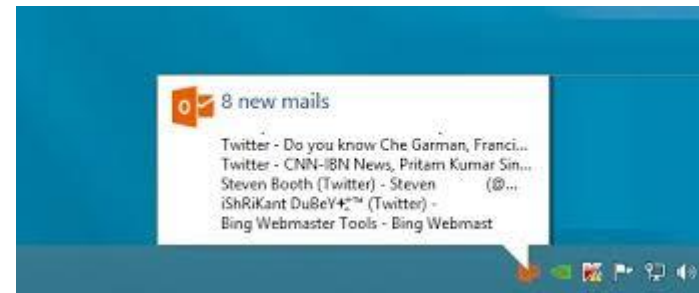 8 new mails
Twitter - Do you know Che Garman, Franci...
Twitter - CNN-IBN News, Pritam Kumar Sin...
Steven Booth (Twitter) - Steven (@...
iShRiKant DuBeY (Twitter) -
Bing Webmaster Tools - Bing Webmast